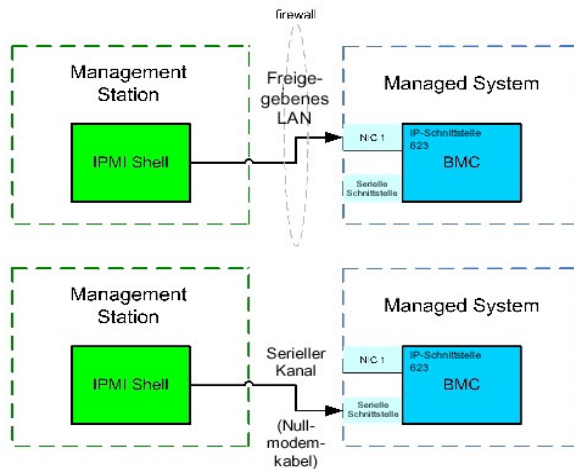 firewall
Management
Station
Freige-
gebenes
LAN
Managed System
IPMI Shell
NIC 1
IP-Schnittstelle
623
BMC
Serielle
Schnittstelle
Management
Station
Managed System
IPMI Shell
Serieller
Kanal
(Null-
modem-
kabel)
NIC 1
IP-Schnittstelle
623
BMC
Serielle
Schnittstelle